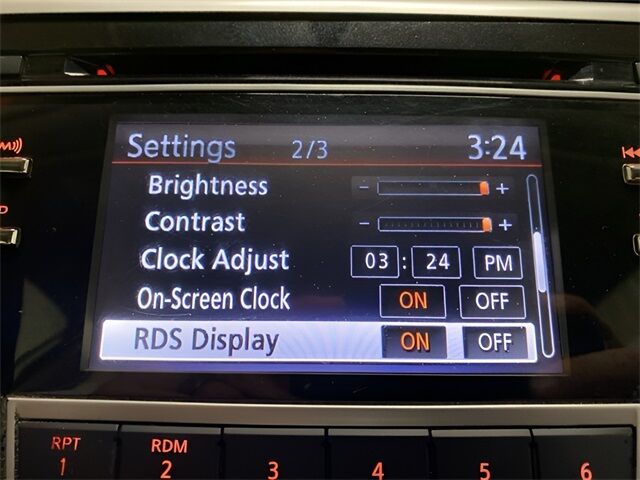 Settings 2/3 3:24
Brightness - +
Contrast - +
Clock Adjust 03 : 24 PM
On-Screen Clock ON OFF
RDS Display ON OFF
RPT RDM
1 2 3 4 5 6